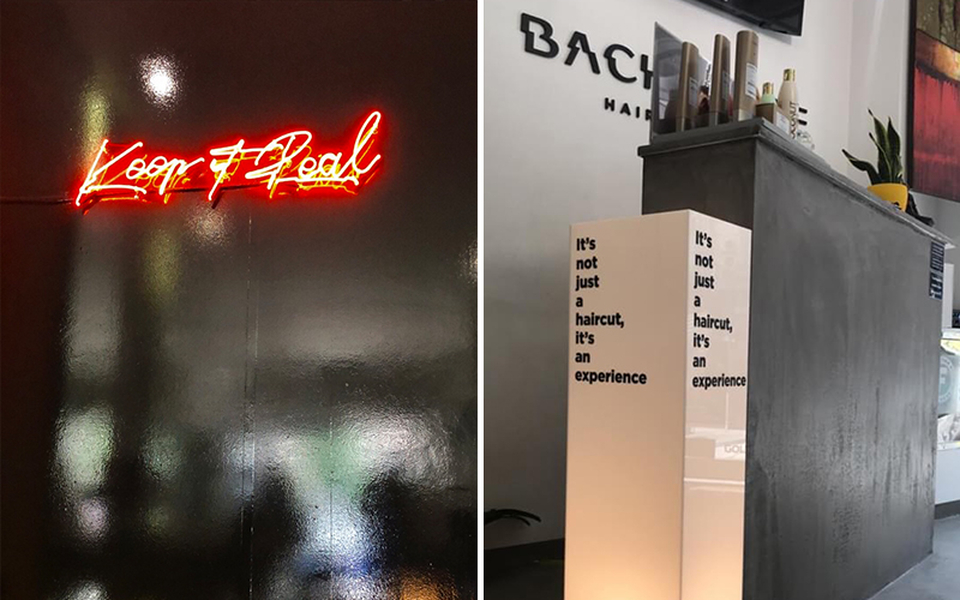 Keep it Real
BACH
HAIR
It's
not
just
a
haircut,
it's
an
experience
It's
not
just
a
haircut,
it's
an
experience
GOL